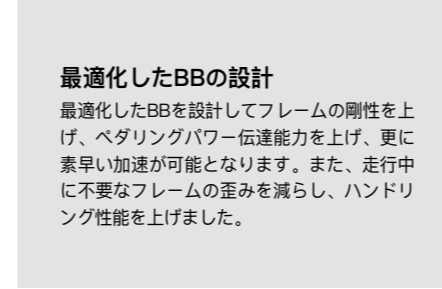 最適化したBBの設計
最適化したBBを設計してフレームの剛性を上
げ、ペダリングパワー伝達能力を上げ、更に
素早い加速が可能となります。また、走行中
に不要なフレームの歪みを減らし、ハンドリ
ング性能を上げました。